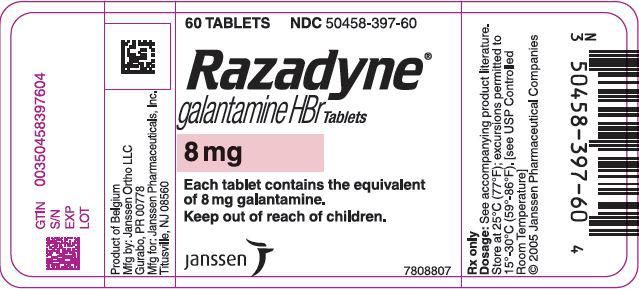 60 TABLETS NDC 50458-397-60
Razadyne®
galantamine HBr Tablets
8 mg
Each tablet contains the equivalent
of 8 mg galantamine.
Keep out of reach of children.
janssen
7808807
GTIN 00350458397604
S/N
EXP
LOT
Product of Belgium
Mfg by: Janssen Ortho LLC
Gurabo, PR 00778
Mfg for: Janssen Pharmaceuticals, Inc.
Titusville, NJ 08560
Rx only
Dosage: See accompanying product literature.
Store at 25°C (77°F); excursions permitted to
15°-30°C (59°-86°F). [see USP Controlled
Room Temperature]
© 2005 Janssen Pharmaceutical Companies
N
3 50458-397-60 4